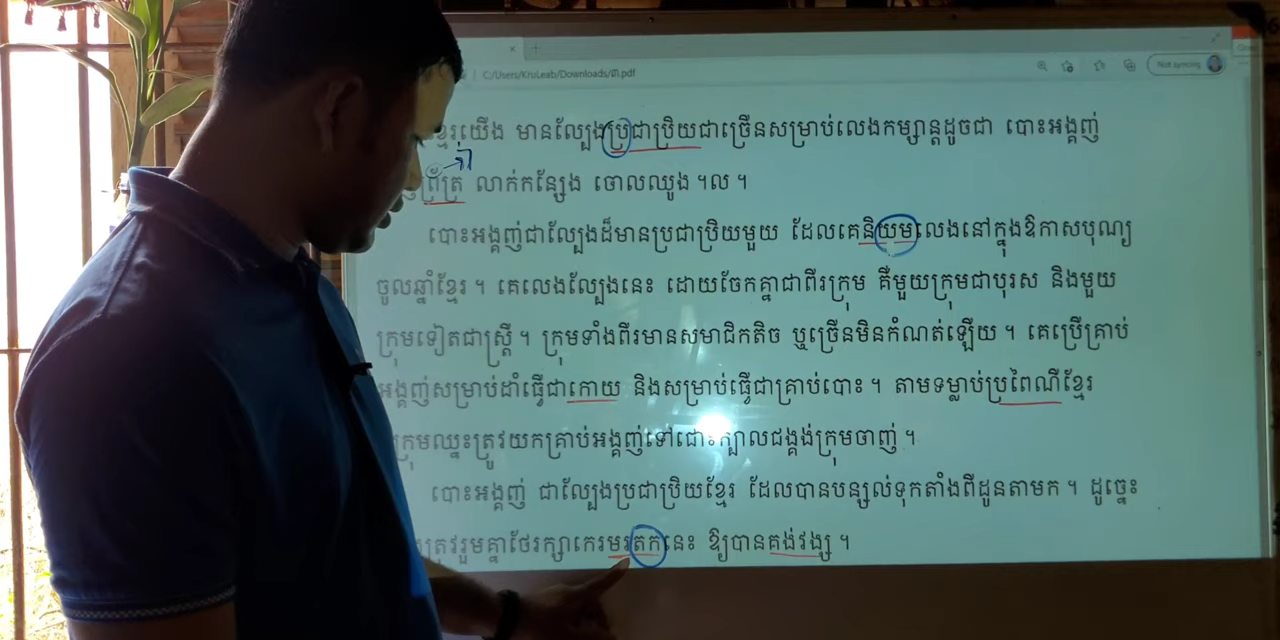 C:/Users/KruLeab/Downloads/៣.pdf
Not syncing
ខ្មែរយើង មានល្បែងប្រជាប្រិយជាច្រើនសម្រាប់លេងកម្សាន្តដូចជា បោះអង្គញ់
ព្រ័ត្រ លាក់កន្សែង ចោលឈូង ។ល។
បោះអង្គញ់ជាល្បែងដ៏មានប្រជាប្រិយមួយ ដែលគេនិយមលេងនៅក្នុងឱកាសបុណ្យ
ចូលឆ្នាំខ្មែរ ។ គេលេងល្បែងនេះ ដោយចែកគ្នាជាពីរក្រុម គឺមួយក្រុមជាបុរស និងមួយ
ក្រុមទៀតជាស្ត្រី ។ ក្រុមទាំងពីរមានសមាជិកតិច ឬច្រើនមិនកំណត់ឡើយ ។ គេប្រើគ្រាប់
អង្គញ់សម្រាប់ដាំធ្វើជាកោយ និងសម្រាប់ធ្វើជាគ្រាប់បោះ ។ តាមទម្លាប់ប្រពៃណីខ្មែរ
ក្រុមឈ្នះត្រូវយកគ្រាប់អង្គញ់ទៅជោះក្បាលជង្គង់ក្រុមចាញ់ ។
បោះអង្គញ់ ជាល្បែងប្រជាប្រិយខ្មែរ ដែលបានបន្សល់ទុកតាំងពីដូនតាមក ។ ដូច្នេះ
ត្រូវរួមគ្នាថែរក្សាកេរមរតកនេះ ឱ្យបានគង់វង្ស ។